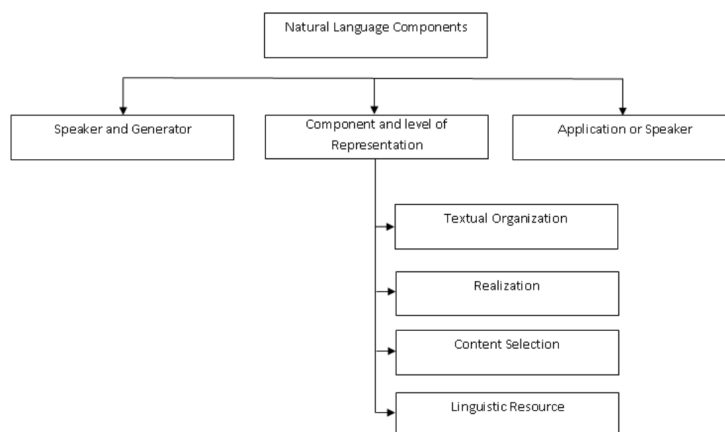 Natural Language Components
Speaker and Generator
Component and level of
Representation
Application or Speaker
Textual Organization
Realization
Content Selection
Linguistic Resource